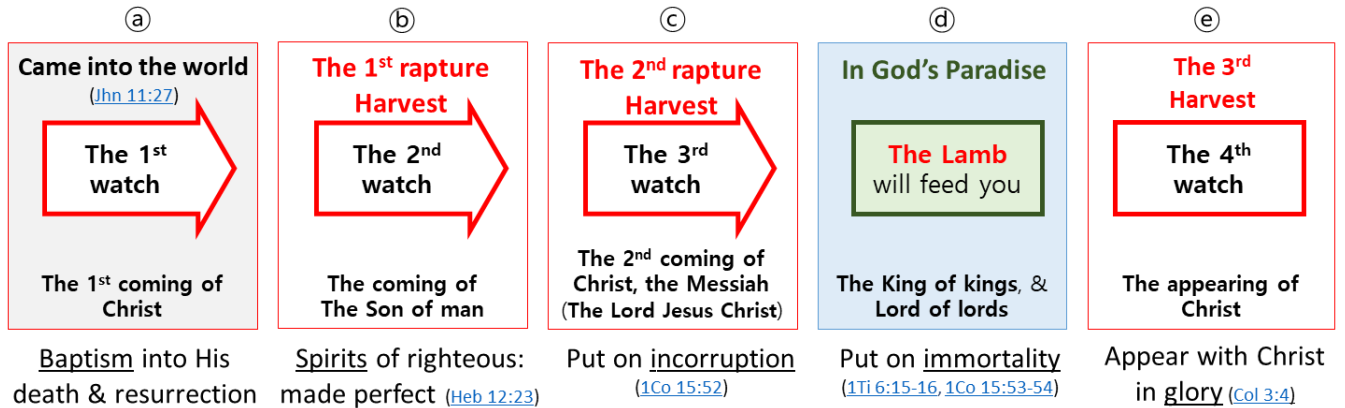 ⓐ
Came into the world
(Jhn 11:27)
The 1st
watch
The 1st coming of
Christ
Baptism into His
death & resurrection
ⓑ
The 1st rapture
Harvest
The 2nd
watch
The coming of
The Son of man
Spirits of righteous:
made perfect (Heb 12:23)
ⓒ
The 2nd rapture
Harvest
The 3rd
watch
The 2nd coming of
Christ, the Messiah
(The Lord Jesus Christ)
Put on incorruption
(1Co 15:52)
ⓓ
In God's Paradise
The Lamb
will feed you
The King of kings, &
Lord of lords
Put on immortality
(1Ti 6:15-16, 1Co 15:53-54)
ⓔ
The 3rd
Harvest
The 4th
watch
The appearing of
Christ
Appear with Christ
in glory (Col 3:4)